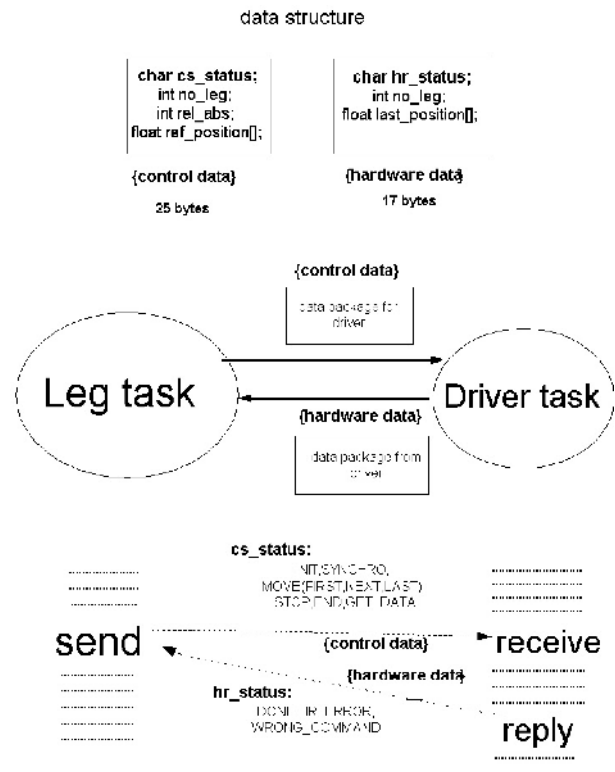 data structure
char cs_status;
int no_leg;
int rel_abs;
float ref_position[];
{control data}
25 bytes
char hr_status;
int no_leg;
float last_position[];
{hardware data}
17 bytes
{control data}
data package for
driver
Leg task
Driver task
{hardware data}
data package from
driver
cs_status:
INIT,SYNCHRO,
MOVE(FIRST,NEXT,LAST)
STOP,END,GET_DATA
send
{control data}
receive
{hardware data}
hr_status:
DONE, ERROR,
WRONG_COMMAND
reply